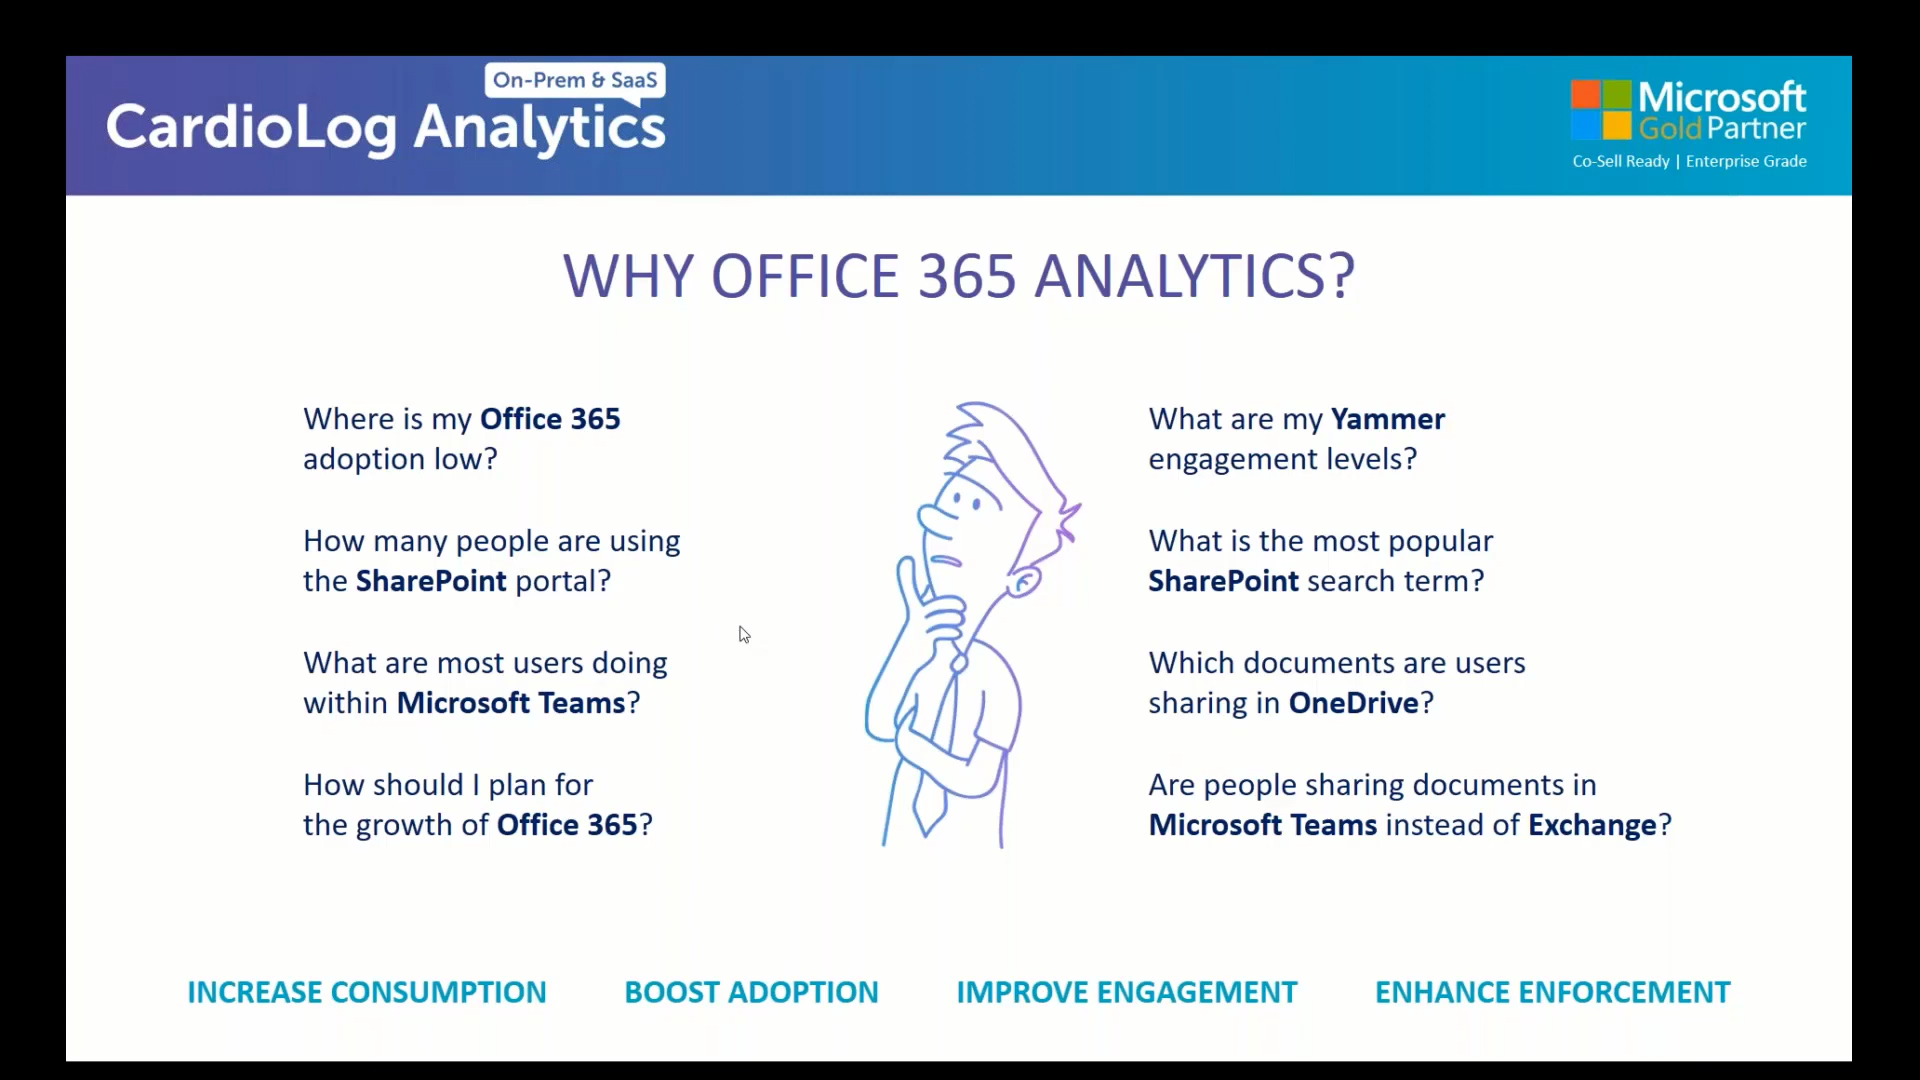 On-Prem & SaaS
CardioLog Analytics
Microsoft
Gold Partner
Co-Sell Ready | Enterprise Grade
WHY OFFICE 365 ANALYTICS?
Where is my Office 365
adoption low?
How many people are using
the SharePoint portal?
What are most users doing
within Microsoft Teams?
How should I plan for
the growth of Office 365?
What are my Yammer
engagement levels?
What is the most popular
SharePoint search term?
Which documents are users
sharing in OneDrive?
Are people sharing documents in
Microsoft Teams instead of Exchange?
INCREASE CONSUMPTION
BOOST ADOPTION
IMPROVE ENGAGEMENT
ENHANCE ENFORCEMENT